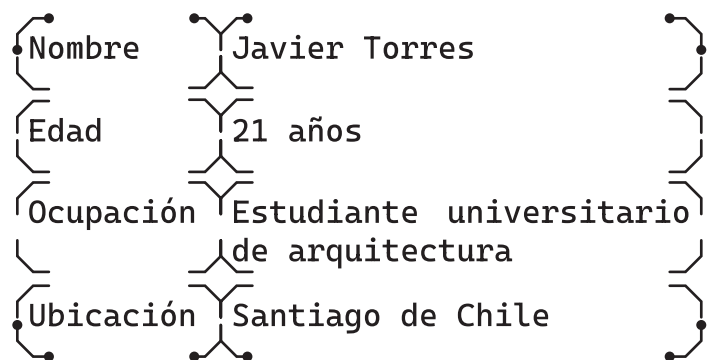 Nombre Javier Torres
Edad 21 años
Ocupación Estudiante universitario
de arquitectura
Ubicación Santiago de Chile